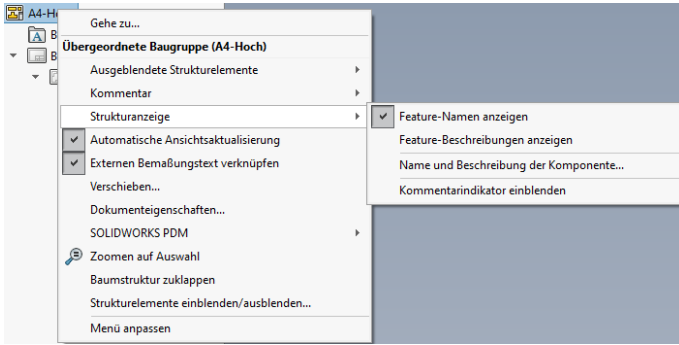 A4-H
Gehe zu...
B
Übergeordnete Baugruppe (A4-Hoch)
B
Ausgeblendete Strukturelemente
Kommentar
Strukturanzeige
Feature-Namen anzeigen
Automatische Ansichtsaktualisierung
Feature-Beschreibungen anzeigen
Externen Bemaßungstext verknüpfen
Name und Beschreibung der Komponente...
Verschieben...
Kommentarindikator einblenden
Dokumenteigenschaften...
SOLIDWORKS PDM
Zoomen auf Auswahl
Baumstruktur zuklappen
Strukturelemente einblenden/ausblenden...
Menü anpassen